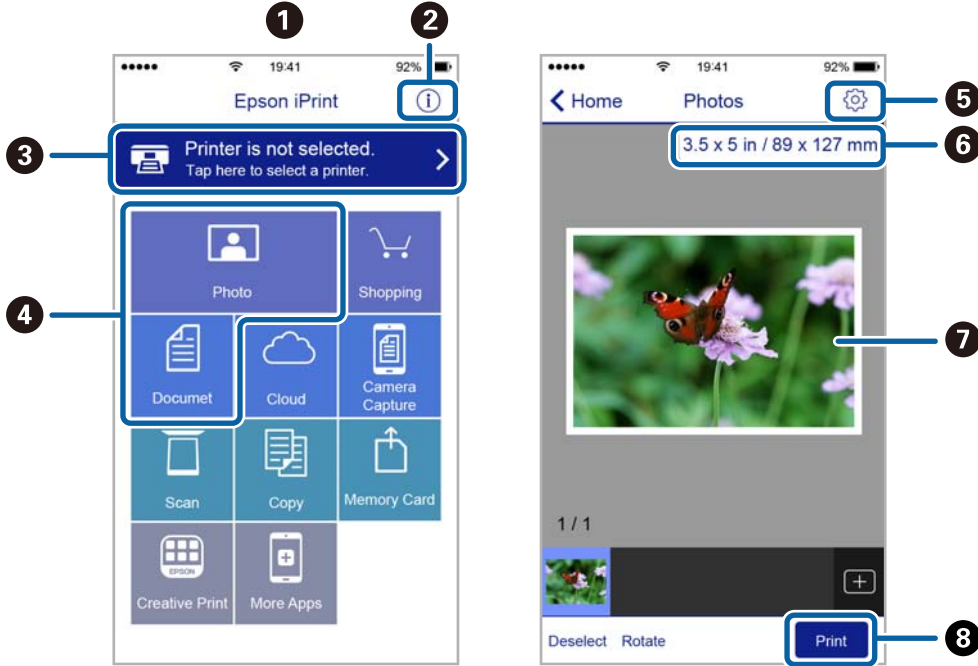 1
2
19:41
92%
Epson iPrint
3
Printer is not selected.
Tap here to select a printer.
4
Photo
Shopping
Documet
Cloud
Camera
Capture
Scan
Copy
Memory Card
EPSON
Creative Print
More Apps
19:41
92%
Home
Photos
5
3.5 x 5 in / 89 x 127 mm
6
7
1 / 1
Deselect
Rotate
Print
8